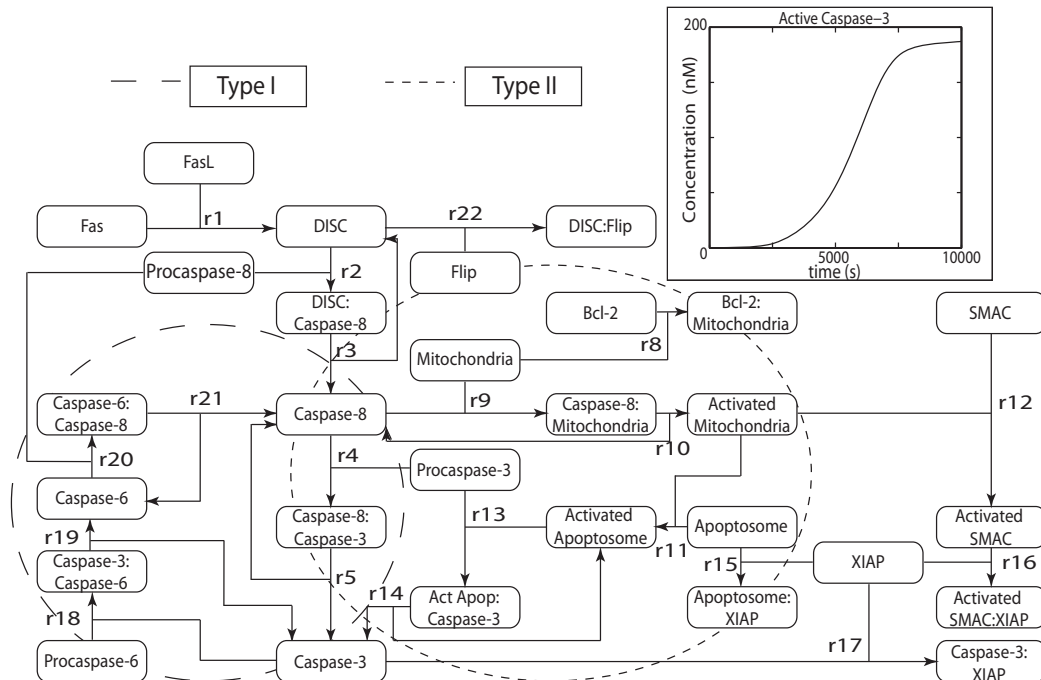 Type I
Type II
Active Caspase–3
200
Concentration (nM)
0
0
5000
10000
time (s)
FasL
Fas
r1
DISC
r22
DISC:Flip
Procaspase-8
r2
Flip
DISC:
Caspase-8
Bcl-2
Bcl-2:
Mitochondria
SMAC
r3
Mitochondria
r8
Caspase-6:
Caspase-8
r21
Caspase-8
r9
Caspase-8:
Mitochondria
r10
Activated
Mitochondria
r12
r20
r4
Procaspase-3
Caspase-6
Caspase-8:
Caspase-3
r13
Activated
Apoptosome
r11
Apoptosome
Activated
SMAC
r19
Caspase-3:
Caspase-6
r5
r15
XIAP
r16
r14
Act Apop:
Caspase-3
Apoptosome:
XIAP
Activated
SMAC:XIAP
r18
Procaspase-6
Caspase-3
r17
Caspase-3:
XIAP